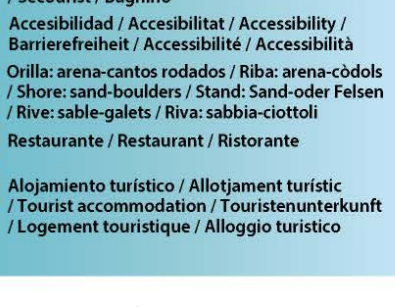 / Secourist / Bagnino
Accesibilidad / Accesibilitat / Accessibility /
Barrierefreiheit / Accessibilité / Accessibilità
Orilla: arena-cantos rodados / Riba: arena-còdols
/ Shore: sand-boulders / Stand: Sand-oder Felsen
/ Rive: sable-galets / Riva: sabbia-ciottoli
Restaurante / Restaurant / Ristorante
Alojamiento turístico / Allotjament turístic
/ Tourist accommodation / Touristenunterkunft
/ Logement touristique / Alloggio turistico